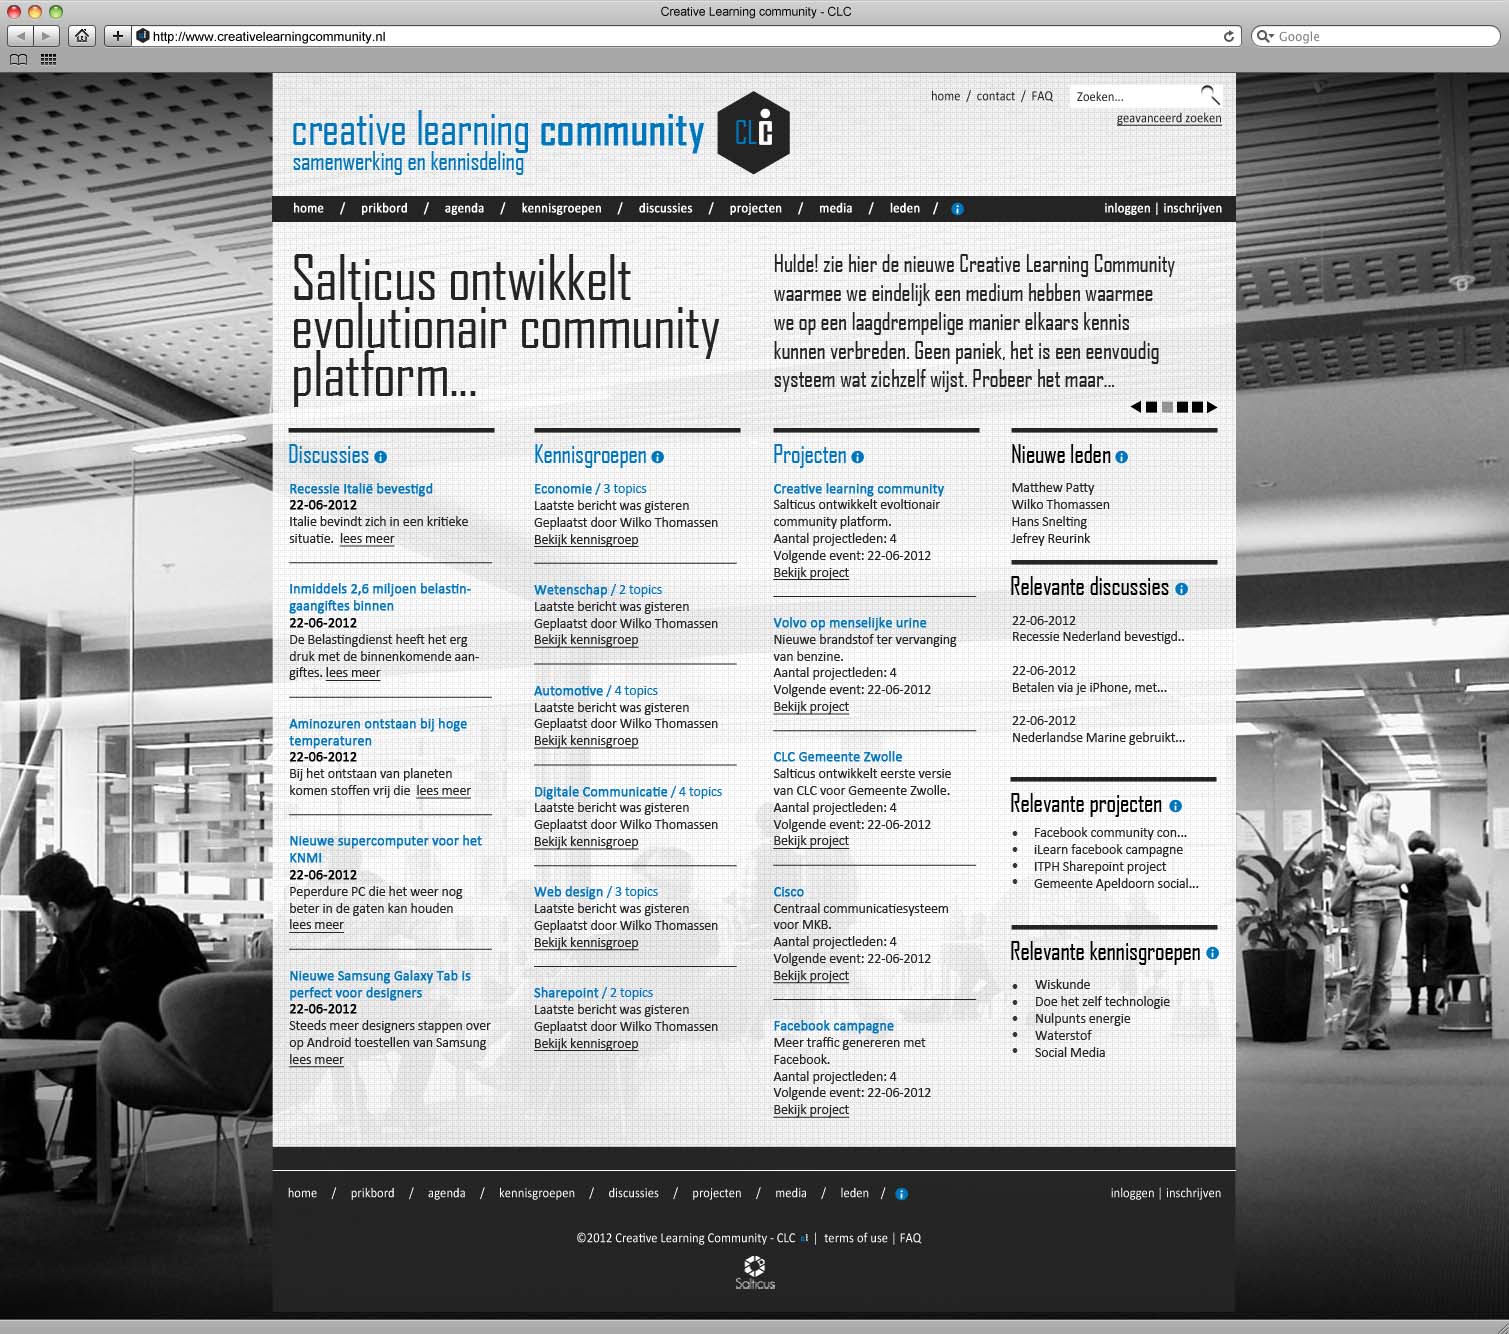 Creative Learning community - CLC
http://www.creativelearningcommunity.nl
Google
home / contact / FAQ
Zoeken...
geavanceerd zoeken
creative learning community
samenwerking en kennisdeling
CLC
home / prikbord / agenda / kennisgroepen / discussies / projecten / media / leden / i
inloggen | inschrijven
Salticus ontwikkelt
evolutionair community
platform...
Hulde! zie hier de nieuwe Creative Learning Community
waarmee we eindelijk een medium hebben waarmee
we op een laagdrempelige manier elkaars kennis
kunnen verbreden. Geen paniek, het is een eenvoudig
systeem wat zichzelf wijst. Probeer het maar...
Discussies i
Recessie Italië bevestigd
22-06-2012
Italie bevindt zich in een kritieke
situatie. lees meer
Inmiddels 2,6 miljoen belastin-
gaangiftes binnen
22-06-2012
De Belastingdienst heeft het erg
druk met de binnenkomende aan-
giftes. lees meer
Aminozuren ontstaan bij hoge
temperaturen
22-06-2012
Bij het ontstaan van planeten
komen stoffen vrij die lees meer
Nieuwe supercomputer voor het
KNMI
22-06-2012
Peperdure PC die het weer nog
beter in de gaten kan houden
lees meer
Nieuwe Samsung Galaxy Tab is
perfect voor designers
22-06-2012
Steeds meer designers stappen over
op Android toestellen van Samsung
lees meer
Kennisgroepen i
Economie / 3 topics
Laatste bericht was gisteren
Geplaatst door Wilko Thomassen
Bekijk kennisgroep
Wetenschap / 2 topics
Laatste bericht was gisteren
Geplaatst door Wilko Thomassen
Bekijk kennisgroep
Automotive / 4 topics
Laatste bericht was gisteren
Geplaatst door Wilko Thomassen
Bekijk kennisgroep
Digitale Communicatie / 4 topics
Laatste bericht was gisteren
Geplaatst door Wilko Thomassen
Bekijk kennisgroep
Web design / 3 topics
Laatste bericht was gisteren
Geplaatst door Wilko Thomassen
Bekijk kennisgroep
Sharepoint / 2 topics
Laatste bericht was gisteren
Geplaatst door Wilko Thomassen
Bekijk kennisgroep
Projecten i
Creative learning community
Salticus ontwikkelt evoltionair
community platform.
Aantal projectleden: 4
Volgende event: 22-06-2012
Bekijk project
Volvo op menselijke urine
Nieuwe brandstof ter vervanging
van benzine.
Aantal projectleden: 4
Volgende event: 22-06-2012
Bekijk project
CLC Gemeente Zwolle
Salticus ontwikkelt eerste versie
van CLC voor Gemeente Zwolle.
Aantal projectleden: 4
Volgende event: 22-06-2012
Bekijk project
Cisco
Centraal communicatiesysteem
voor MKB.
Aantal projectleden: 4
Volgende event: 22-06-2012
Bekijk project
Facebook campagne
Meer traffic genereren met
Facebook.
Aantal projectleden: 4
Volgende event: 22-06-2012
Bekijk project
Nieuwe leden i
Matthew Patty
Wilko Thomassen
Hans Snelting
Jefrey Reurink
Relevante discussies i
22-06-2012
Recessie Nederland bevestigd..
22-06-2012
Betalen via je iPhone, met...
22-06-2012
Nederlandse Marine gebruikt...
Relevante projecten i
• Facebook community con...
• iLearn facebook campagne
• ITPH Sharepoint project
• Gemeente Apeldoorn social...
Relevante kennisgroepen i
• Wiskunde
• Doe het zelf technologie
• Nulpunts energie
• Waterstof
• Social Media
home / prikbord / agenda / kennisgroepen / discussies / projecten / media / leden / i
inloggen | inschrijven
©2012 Creative Learning Community - CLC | terms of use | FAQ
Salticus